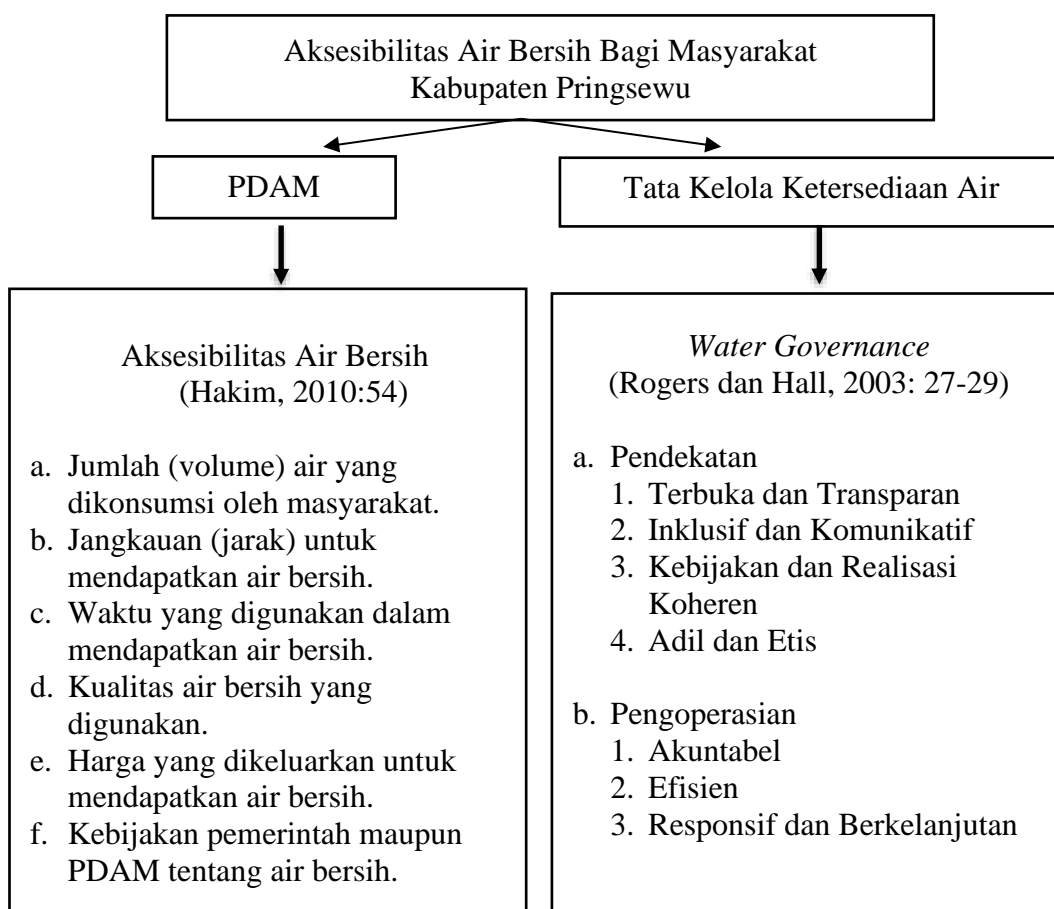 Aksesibilitas Air Bersih Bagi Masyarakat
Kabupaten Pringsewu
PDAM
Tata Kelola Ketersediaan Air
Aksesibilitas Air Bersih
(Hakim, 2010:54)
a. Jumlah (volume) air yang
dikonsumsi oleh masyarakat.
b. Jangkauan (jarak) untuk
mendapatkan air bersih.
c. Waktu yang digunakan dalam
mendapatkan air bersih.
d. Kualitas air bersih yang
digunakan.
e. Harga yang dikeluarkan untuk
mendapatkan air bersih.
f. Kebijakan pemerintah maupun
PDAM tentang air bersih.
Water Governance
(Rogers dan Hall, 2003: 27-29)
a. Pendekatan
1. Terbuka dan Transparan
2. Inklusif dan Komunikatif
3. Kebijakan dan Realisasi
Koheren
4. Adil dan Etis
b. Pengoperasian
1. Akuntabel
2. Efisien
3. Responsif dan Berkelanjutan